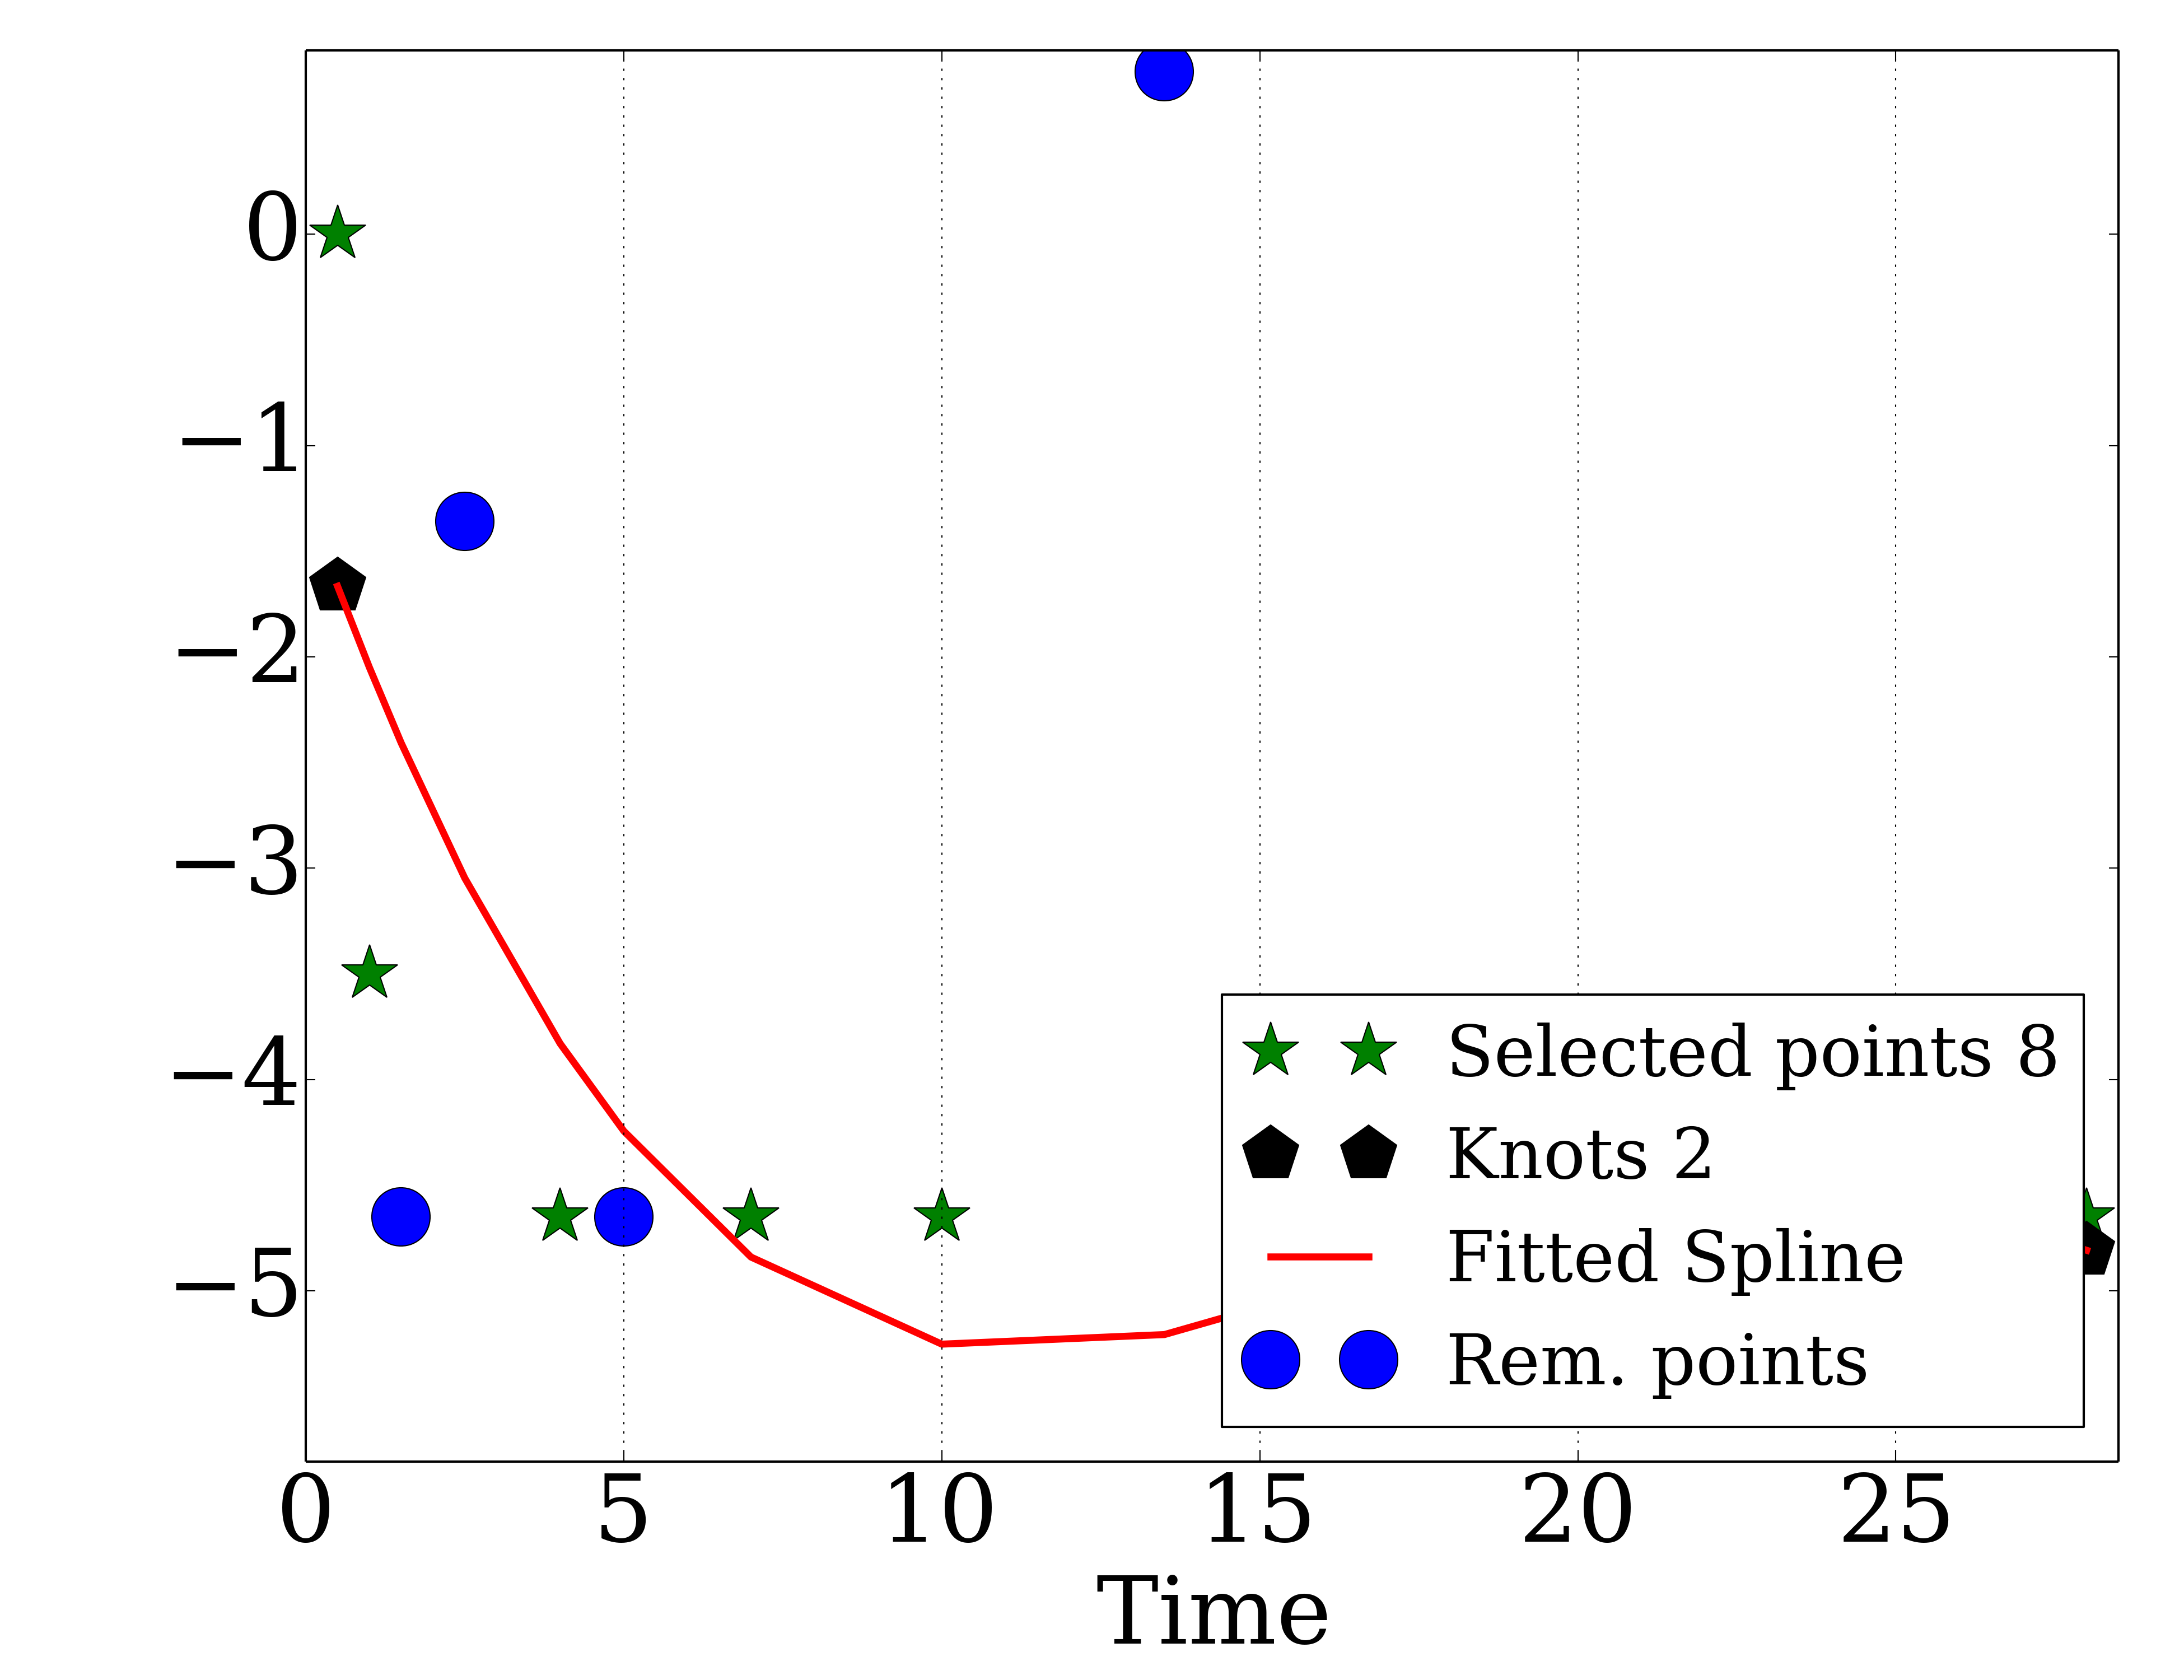 0
−1
−2
−3
−4
−5
Selected points 8
Knots 2
Fitted Spline
Rem. points
0 5 10 15 20 25
Time